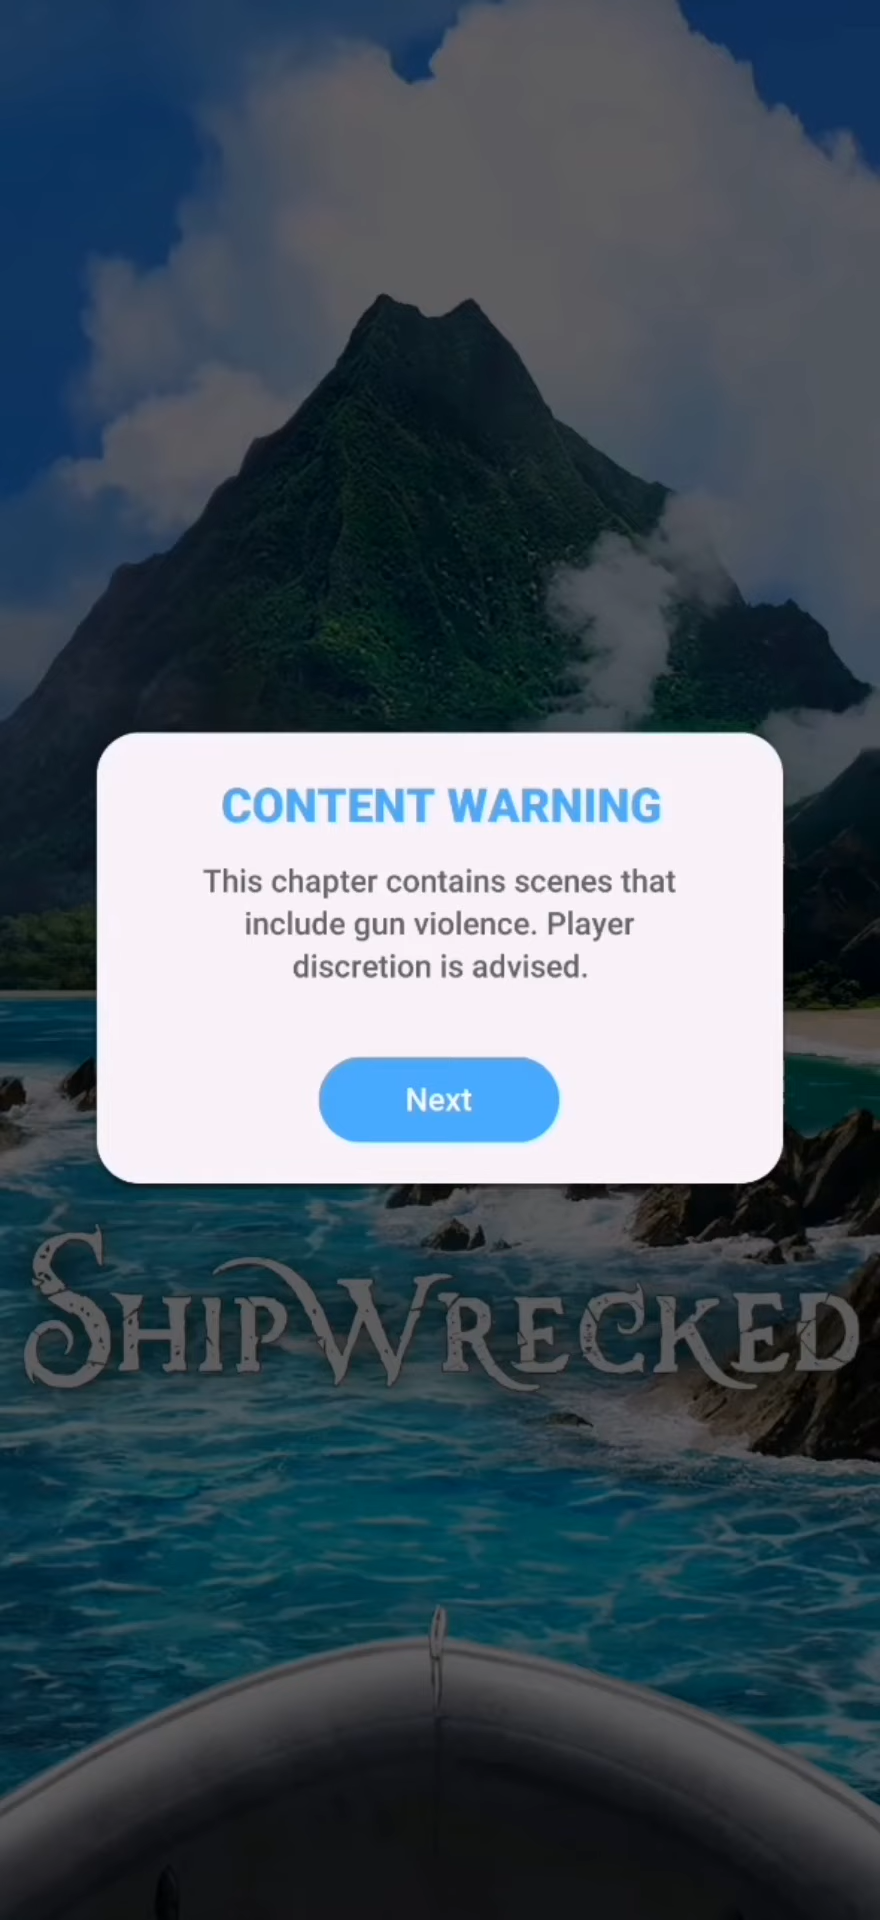 CONTENT WARNING
This chapter contains scenes that
include gun violence. Player
discretion is advised.
Next
SHIPWRECKED